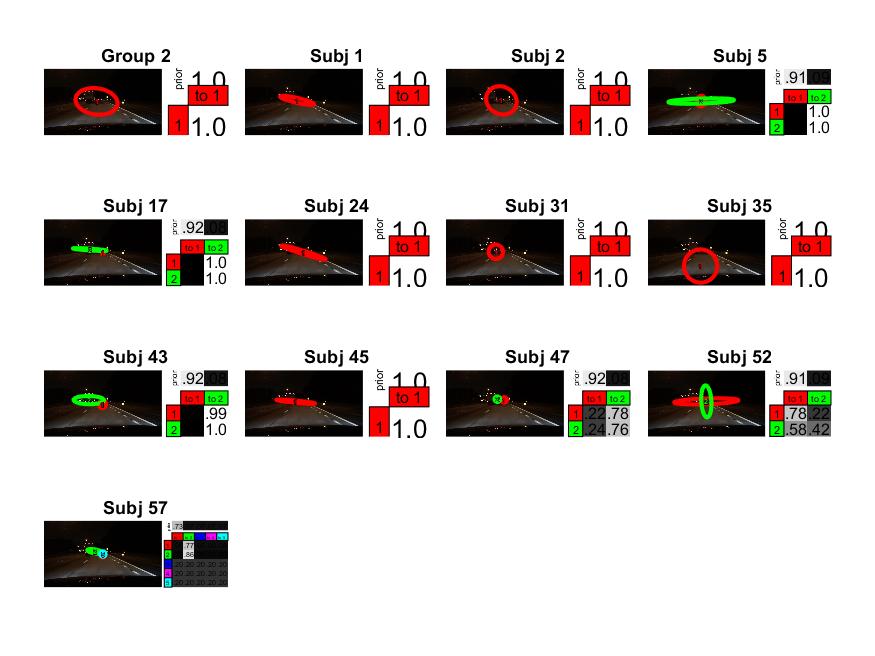 Group 2
prior 1.0
to 1
1 1.0
Subj 1
prior 1.0
to 1
1 1.0
Subj 2
prior 1.0
to 1
1 1.0
Subj 5
prior .91 .09
to 1 to 2
1 1.0
2 1.0
Subj 17
prior .92 .08
to 1 to 2
1 1.0
2 1.0
Subj 24
prior 1.0
to 1
1 1.0
Subj 31
prior 1.0
to 1
1 1.0
Subj 35
prior 1.0
to 1
1 1.0
Subj 43
prior .92 .08
to 1 to 2
1 .99
2 1.0
Subj 45
prior 1.0
to 1
1 1.0
Subj 47
prior .92 .08
to 1 to 2
1 .22 .78
2 .24 .76
Subj 52
prior .91 .09
to 1 to 2
1 .78 .22
2 .58 .42
Subj 57
.73
.77
.86
.20 .20 .20 .20 .20
.20 .20 .20 .20 .20
.20 .20 .20 .20 .20